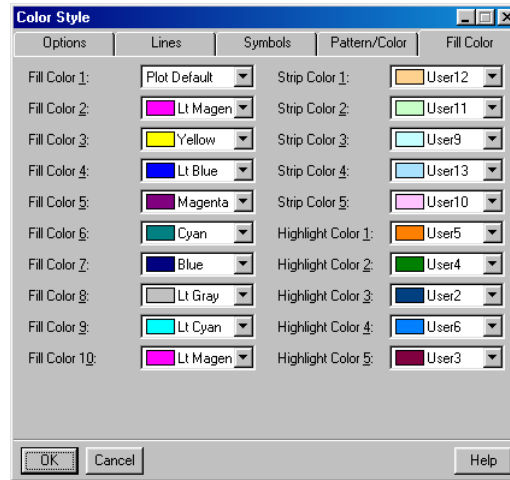 Color Style
Options Lines Symbols Pattern/Color Fill Color
Fill Color 1: Plot Default Strip Color 1: User12
Fill Color 2: Lt Magen Strip Color 2: User11
Fill Color 3: Yellow Strip Color 3: User9
Fill Color 4: Lt Blue Strip Color 4: User13
Fill Color 5: Magenta Strip Color 5: User10
Fill Color 6: Cyan Highlight Color 1: User5
Fill Color 7: Blue Highlight Color 2: User4
Fill Color 8: Lt Gray Highlight Color 3: User2
Fill Color 9: Lt Cyan Highlight Color 4: User6
Fill Color 10: Lt Magen Highlight Color 5: User3
OK Cancel Help